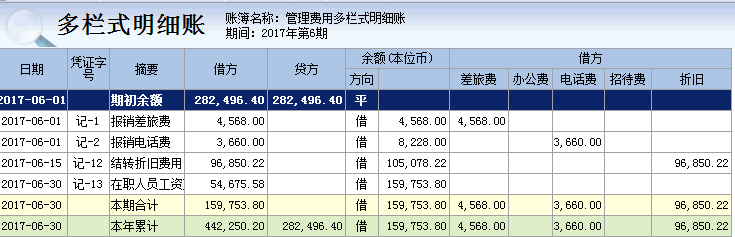 多栏式明细账
账簿名称: 管理费用多栏式明细账
期间: 2017年第6期
日期 凭证字号 摘要 借方 贷方 余额(本位币) 借方
方向 差旅费 办公费 电话费 招待费 折旧
2017-06-01 期初余额 282,496.40 282,496.40 平
2017-06-01 记-1 报销差旅费 4,568.00 借 4,568.00 4,568.00
2017-06-01 记-2 报销电话费 3,660.00 借 8,228.00 3,660.00
2017-06-15 记-12 结转折旧费用 96,850.22 借 105,078.22 96,850.22
2017-06-30 记-13 在职人员工资 54,675.58 借 159,753.80
2017-06-30 本期合计 159,753.80 借 159,753.80 4,568.00 3,660.00 96,850.22
2017-06-30 本年累计 442,250.20 282,496.40 借 159,753.80 4,568.00 3,660.00 96,850.22